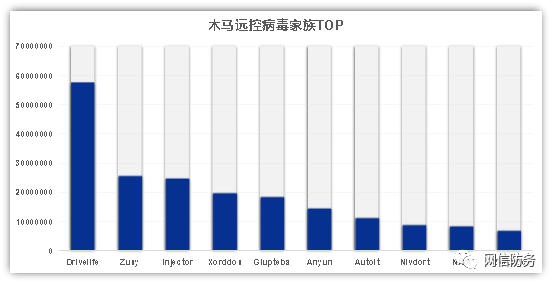 木马远控病毒家族TOP
70000000
60000000
50000000
40000000
30000000
20000000
10000000
0
Drivelife Zusy Injector Xorddos Glupteba Anyun AutoIt Nivdort
网信防务